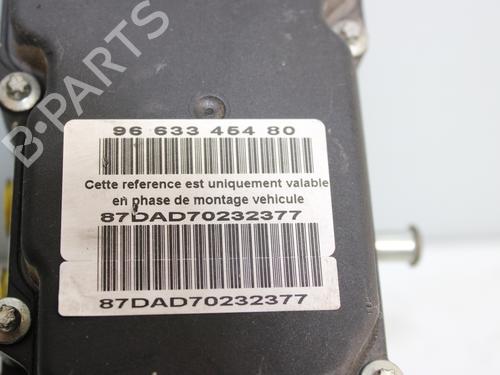 B-PARTS
96 633 454 80
Cette reference est uniquement valable
en phase de montage vehicule
87DAD70232377
87DAD70232377